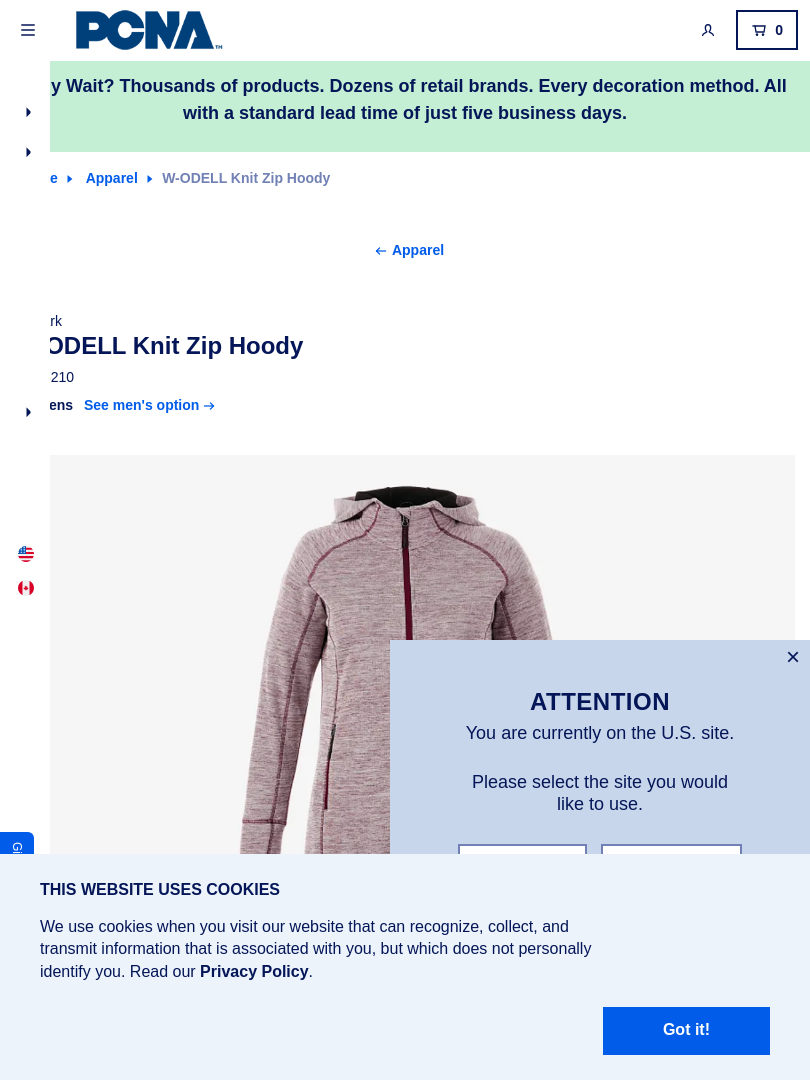 PCNA™
0
y Wait? Thousands of products. Dozens of retail brands. Every decoration method. All
with a standard lead time of just five business days.
Apparel
W-ODELL Knit Zip Hoody
Apparel
ODELL Knit Zip Hoody
210
ens See men's option
ATTENTION
You are currently on the U.S. site.
Please select the site you would
like to use.
THIS WEBSITE USES COOKIES
We use cookies when you visit our website that can recognize, collect, and
transmit information that is associated with you, but which does not personally
identify you. Read our Privacy Policy.
Got it!